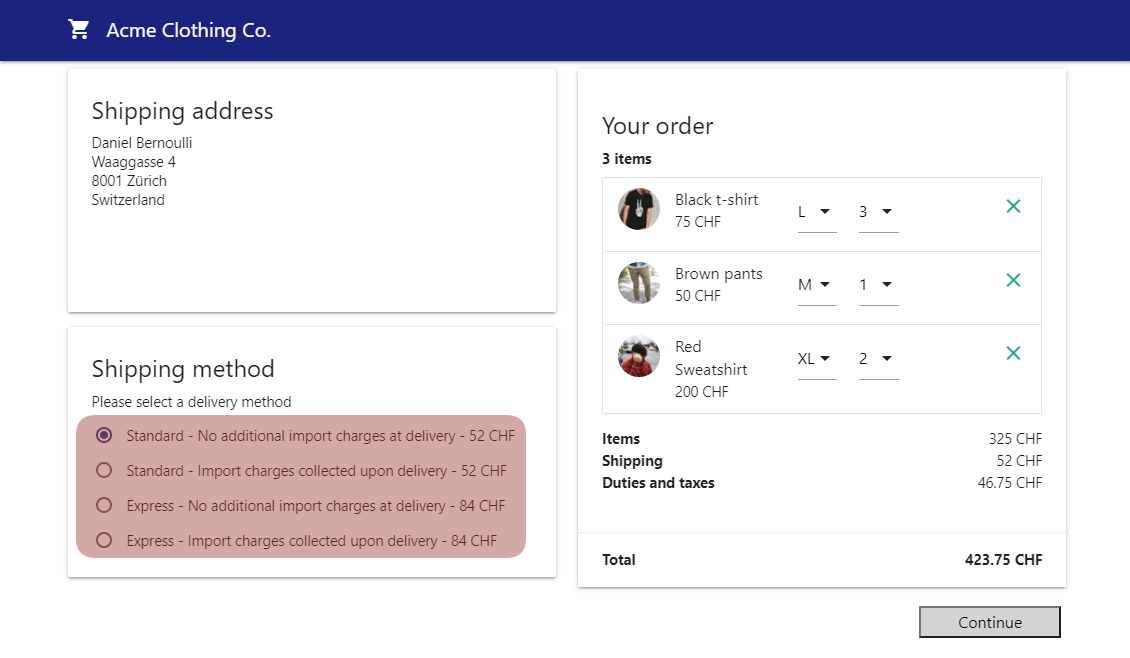 Acme Clothing Co.
Shipping address
Daniel Bernoulli
Waaggasse 4
8001 Zürich
Switzerland
Shipping method
Please select a delivery method
Standard - No additional import charges at delivery - 52 CHF
Standard - Import charges collected upon delivery - 52 CHF
Express - No additional import charges at delivery - 84 CHF
Express - Import charges collected upon delivery - 84 CHF
Your order
3 items
Black t-shirt
75 CHF
L 3
Brown pants
50 CHF
M 1
Red
Sweatshirt
200 CHF
XL 2
Items 325 CHF
Shipping 52 CHF
Duties and taxes 46.75 CHF
Total 423.75 CHF
Continue